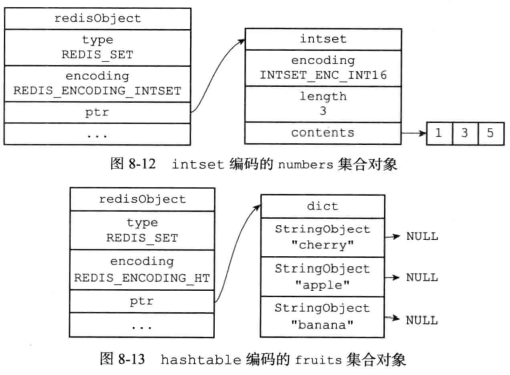 redisObject
type
REDIS_SET
encoding
REDIS_ENCODING_INTSET
ptr
...
intset
encoding
INTSET_ENC_INT16
length
3
contents
1 3 5
图 8-12 intset 编码的 numbers 集合对象
redisObject
type
REDIS_SET
encoding
REDIS_ENCODING_HT
ptr
...
dict
StringObject
"cherry"
NULL
StringObject
"apple"
NULL
StringObject
"banana"
NULL
图 8-13 hashtable 编码的 fruits 集合对象